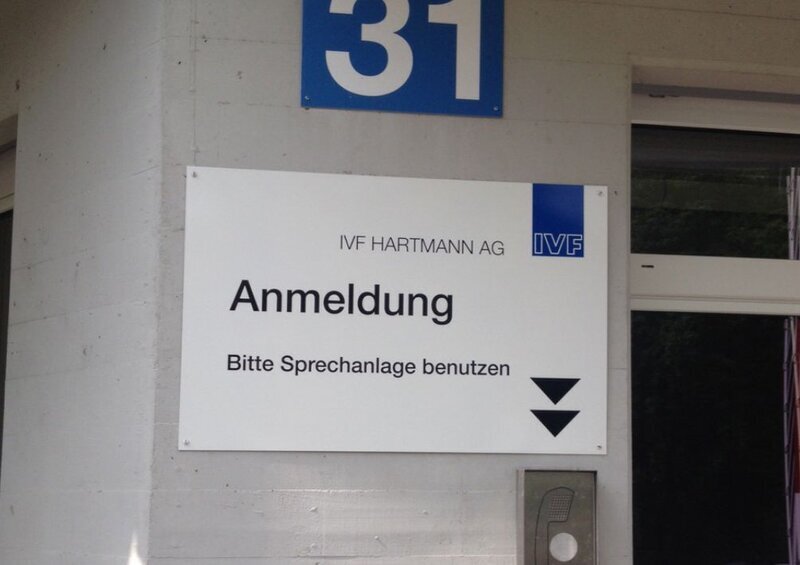 31
IVF HARTMANN AG
IVF
Anmeldung
Bitte Sprechanlage benutzen